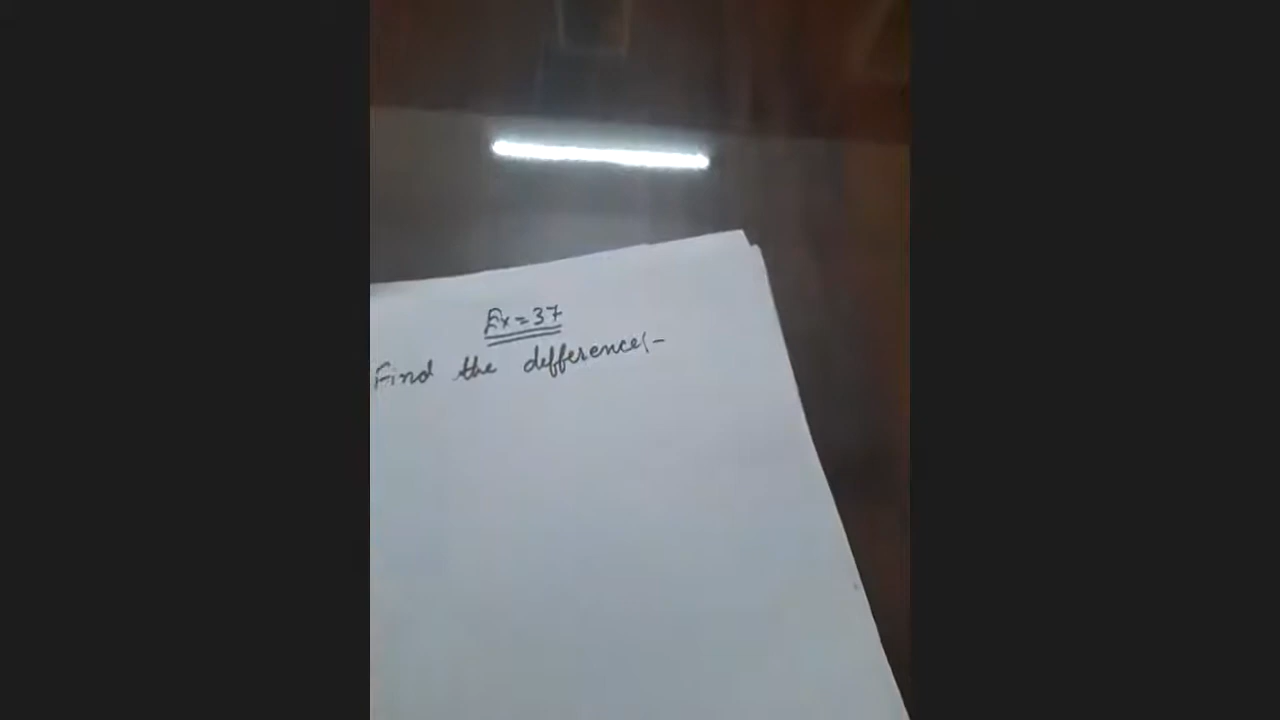 Ex = 37
Find the difference:-